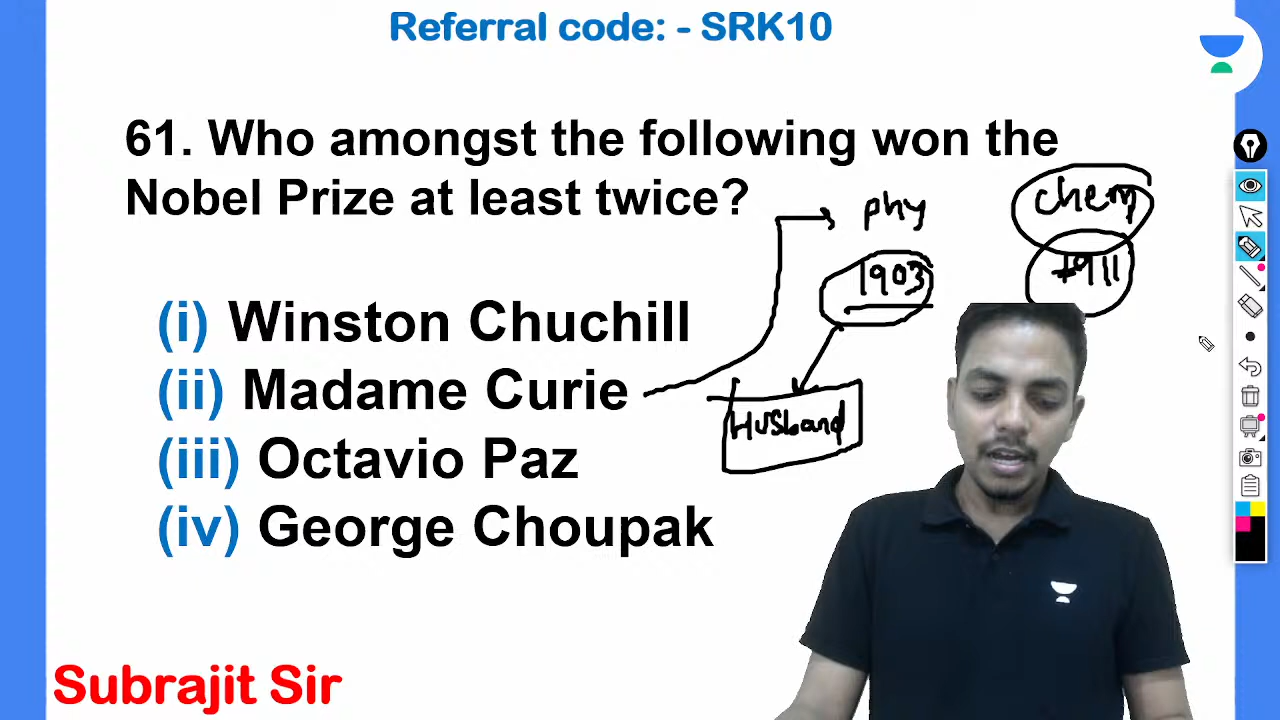 Referral code: - SRK10
61. Who amongst the following won the
Nobel Prize at least twice?
phy
chem
1903
1911
(i) Winston Chuchill
(ii) Madame Curie
Husband
(iii) Octavio Paz
(iv) George Choupak
Subrajit Sir